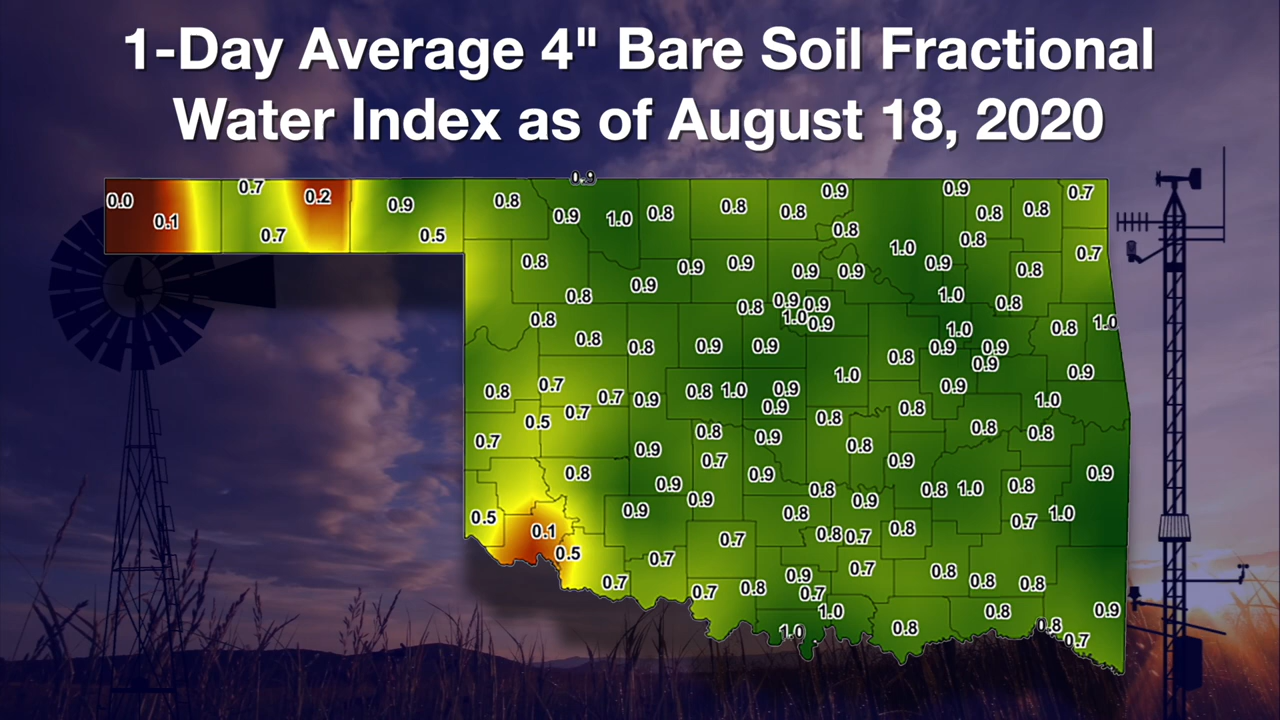 1-Day Average 4" Bare Soil Fractional
Water Index as of August 18, 2020
0.9
0.0 0.7 0.2 0.9 0.8 0.9 1.0 0.8 0.8 0.8 0.9 0.9 0.8 0.8 0.7
0.1 0.7 0.5 0.8 1.0 0.8 0.7
0.8 0.9 0.9 0.9 0.9 0.9 0.8
0.8 0.9 0.8 0.9 0.9 1.0 0.8
0.8 1.0 0.9 1.0 0.8 1.0
0.8 0.8 0.9 0.9 0.8 0.9 0.9 0.9
0.8 0.7 0.7 0.9 0.8 1.0 0.9 1.0 0.9 1.0 0.9
0.5 0.7 0.9 0.8 0.8 0.8 0.8
0.7 0.9 0.8 0.9 0.8
0.8 0.7 0.9 0.9 0.9
0.9 0.9 0.8 0.9 0.8 1.0 0.8
0.5 0.9 0.8 0.7 1.0
0.1 0.7 0.8 0.7 0.8
0.5 0.7 0.7
0.7 0.7 0.8 0.9 0.7 0.8 0.8 0.8
1.0 0.8 0.9
1.0 0.8 0.8 0.7